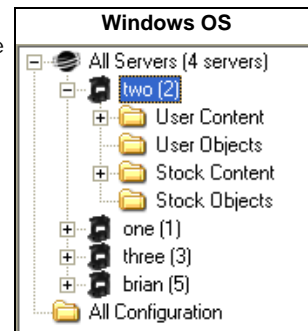 Windows OS
e
All Servers (4 servers)
two (2)
User Content
User Objects
Stock Content
Stock Objects
one (1)
three (3)
brian (5)
All Configuration